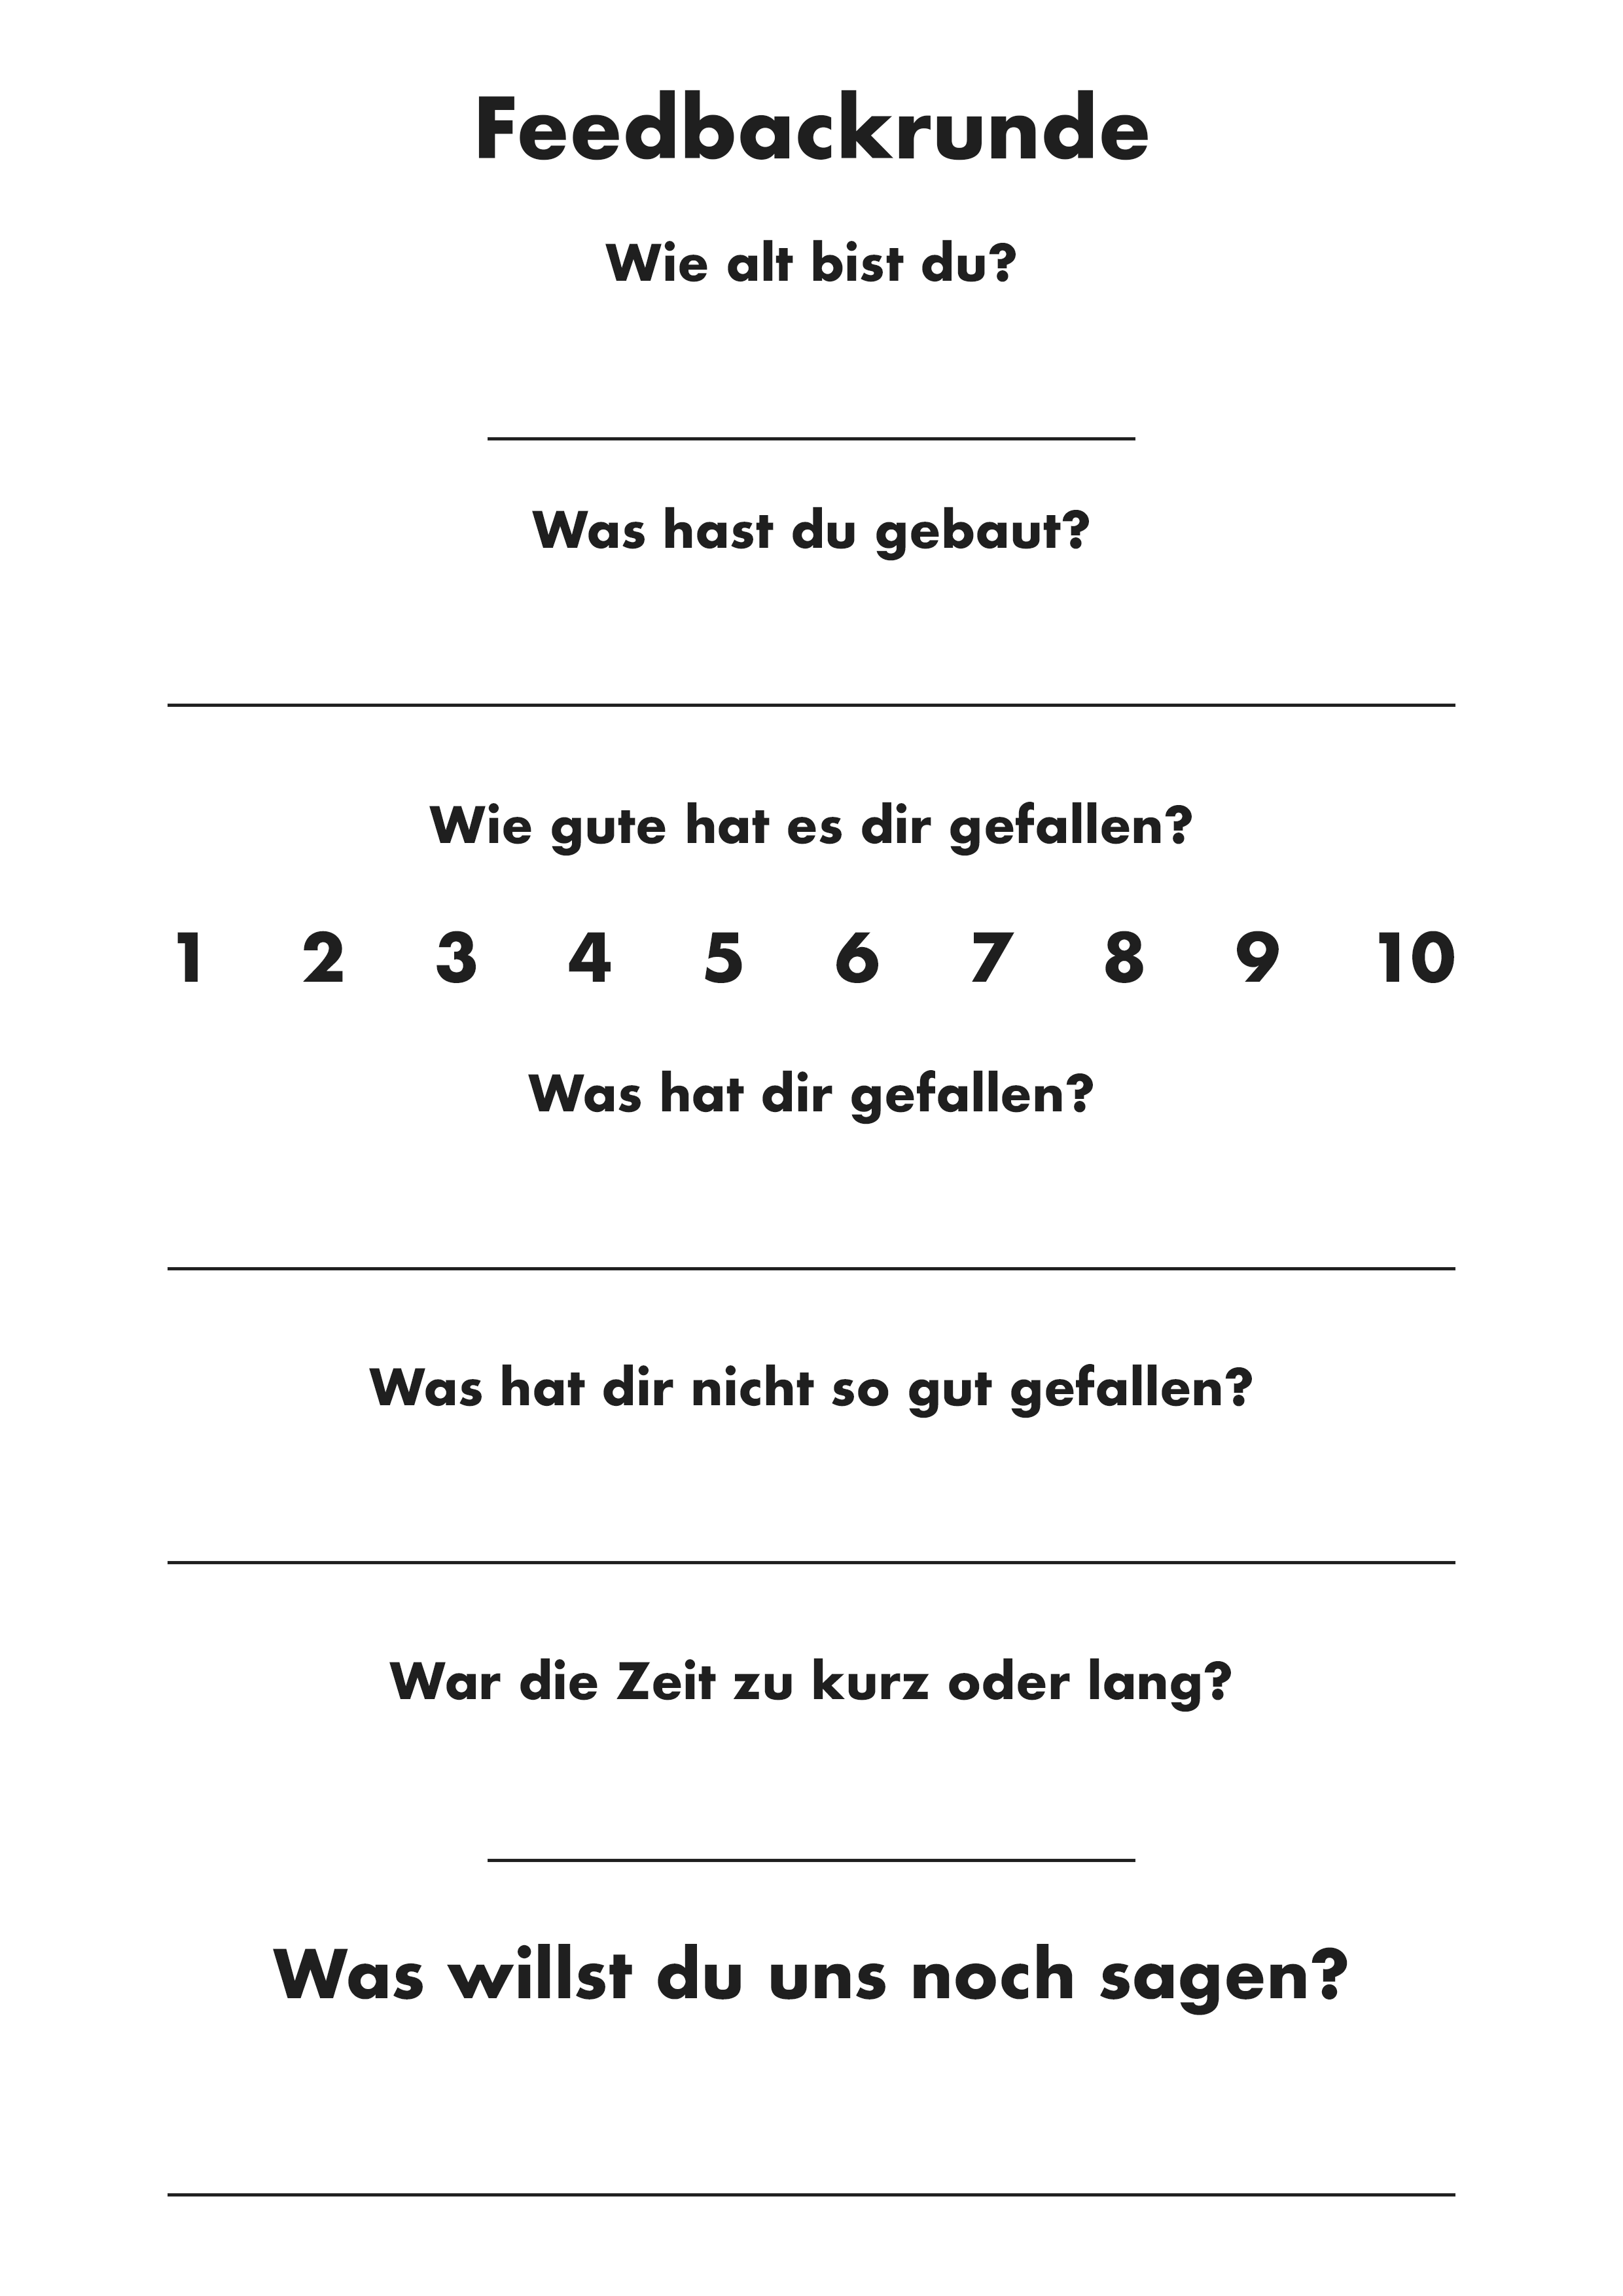 Feedbackrunde
Wie alt bist du?
Was hast du gebaut?
Wie gute hat es dir gefallen?
1 2 3 4 5 6 7 8 9 10
Was hat dir gefallen?
Was hat dir nicht so gut gefallen?
War die Zeit zu kurz oder lang?
Was willst du uns noch sagen?